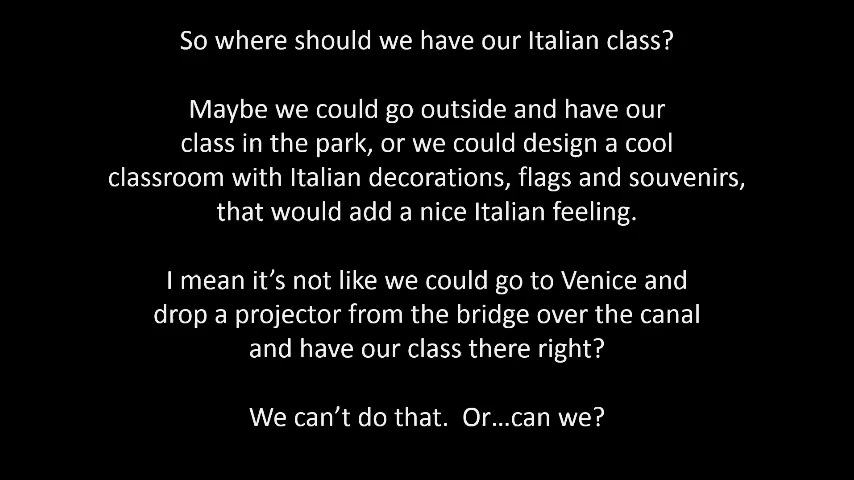 So where should we have our Italian class?
Maybe we could go outside and have our
class in the park, or we could design a cool
classroom with Italian decorations, flags and souvenirs,
that would add a nice Italian feeling.
I mean it’s not like we could go to Venice and
drop a projector from the bridge over the canal
and have our class there right?
We can’t do that.  Or…can we?